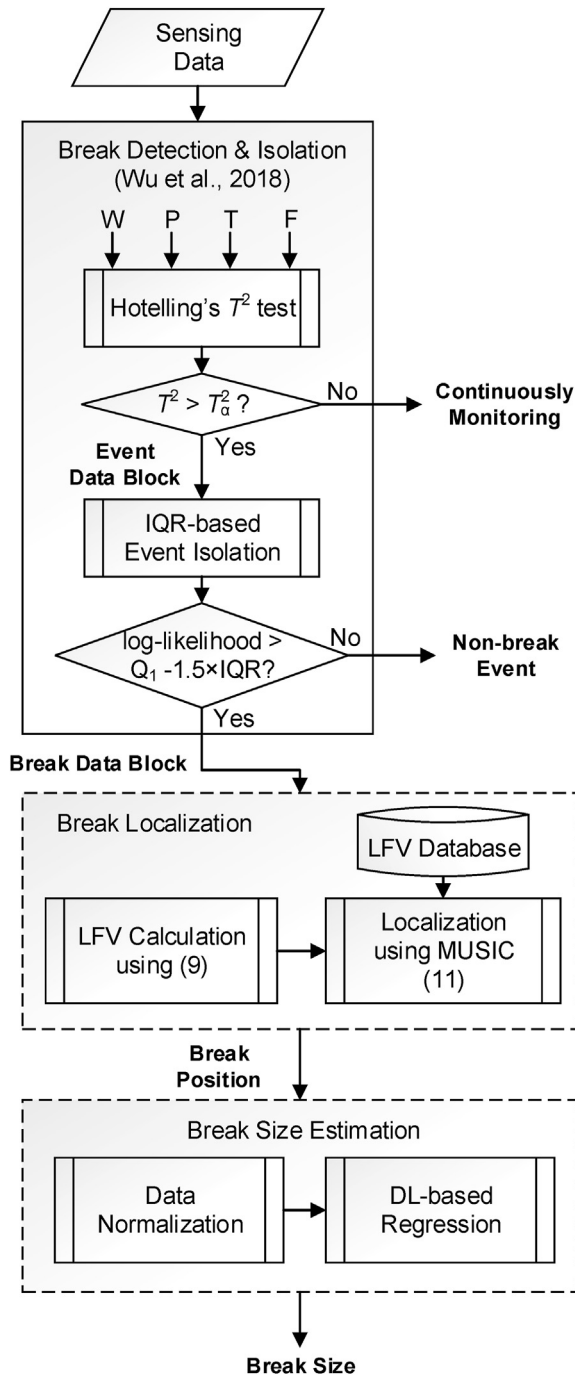 Sensing
Data
Break Detection & Isolation
(Wu et al., 2018)
W P T F
Hotelling's T² test
T² > T²α ?
No
Continuously
Monitoring
Yes
Event
Data Block
IQR-based
Event Isolation
log-likelihood >
Q₁ -1.5×IQR?
No
Non-break
Event
Yes
Break Data Block
Break Localization
LFV Database
LFV Calculation
using (9)
Localization
using MUSIC
(11)
Break
Position
Break Size Estimation
Data
Normalization
DL-based
Regression
Break Size